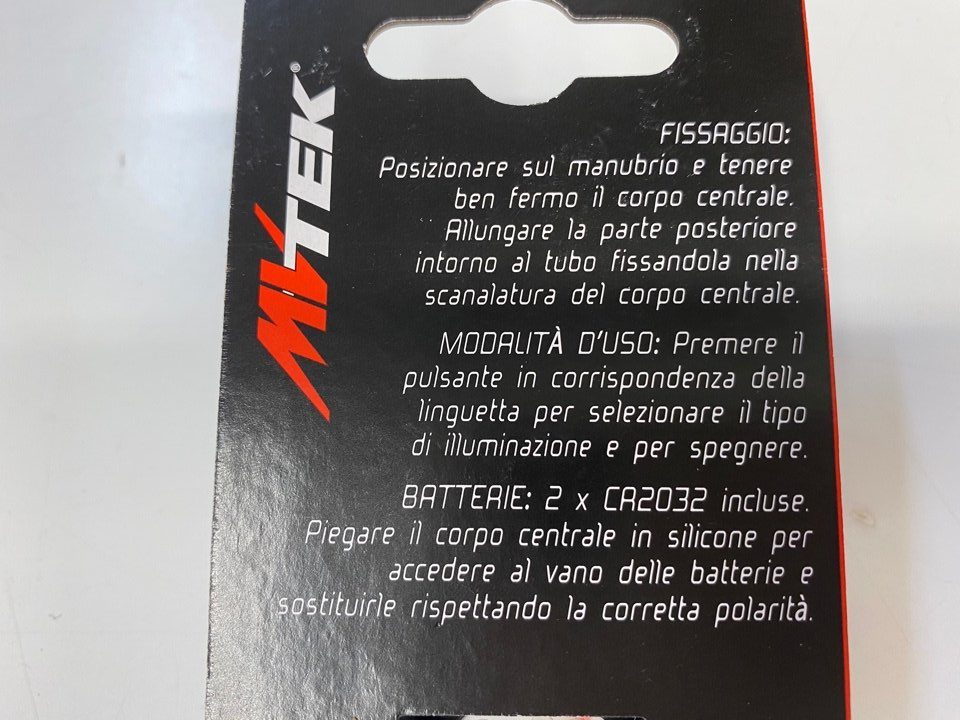 MVTEK®
FISSAGGIO:
Posizionare sul manubrio e tenere
ben fermo il corpo centrale.
Allungare la parte posteriore
intorno al tubo fissandola nella
scanalatura del corpo centrale.
MODALITÀ D'USO: Premere il
pulsante in corrispondenza della
linguetta per selezionare il tipo
di illuminazione e per spegnere.
BATTERIE: 2 x CR2032 incluse.
Piegare il corpo centrale in silicone per
accedere al vano delle batterie e
sostituirle rispettando la corretta polarità.